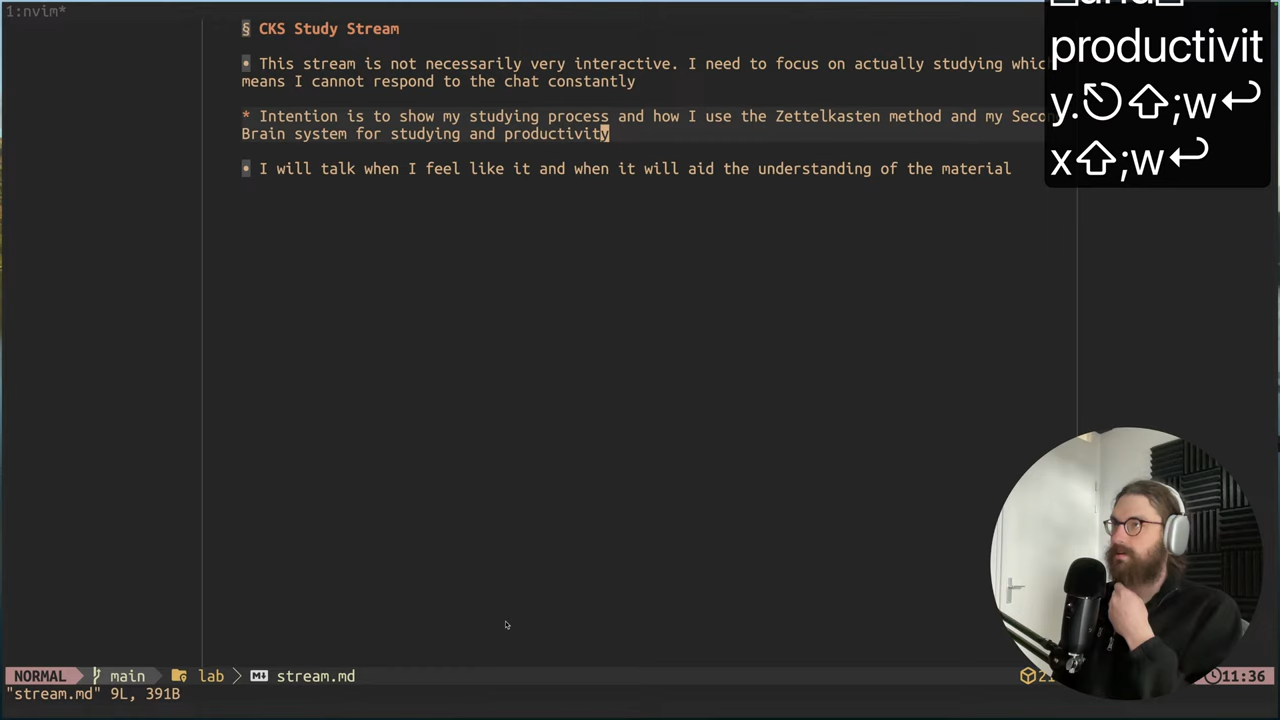 1:nvim*
§ CKS Study Stream
• This stream is not necessarily very interactive. I need to focus on actually studying which
means I cannot respond to the chat constantly
* Intention is to show my studying process and how I use the Zettelkasten method and my Second
Brain system for studying and productivity
• I will talk when I feel like it and when it will aid the understanding of the material
and
productivit
y.⎋⇧;w↩
x⇧;w↩
NORMAL main lab > stream.md 11:36
"stream.md" 9L, 391B